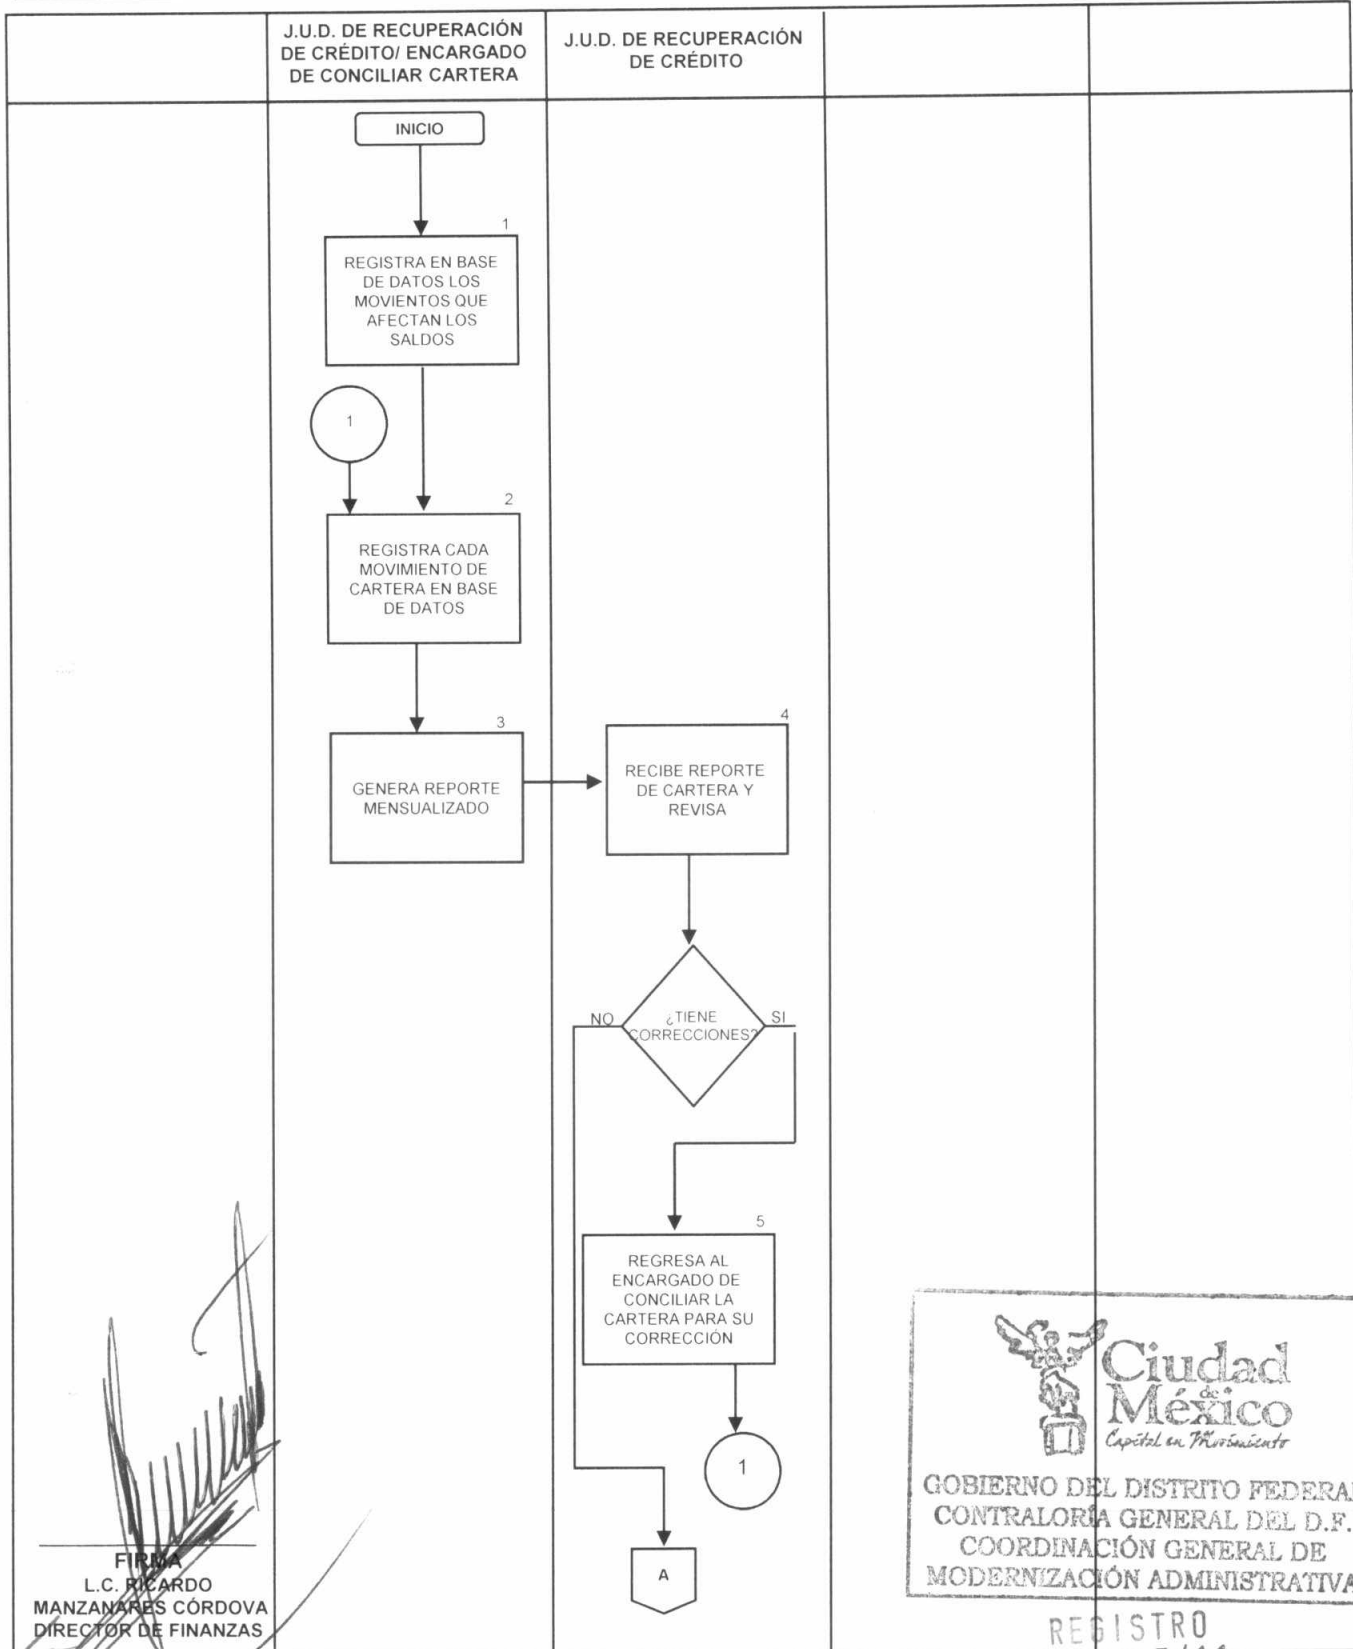 J.U.D. DE RECUPERACIÓN
DE CRÉDITO/ ENCARGADO
DE CONCILIAR CARTERA
J.U.D. DE RECUPERACIÓN
DE CRÉDITO
INICIO
1
REGISTRA EN BASE
DE DATOS LOS
MOVIENTOS QUE
AFECTAN LOS
SALDOS
1
2
REGISTRA CADA
MOVIMIENTO DE
CARTERA EN BASE
DE DATOS
3
GENERA REPORTE
MENSUALIZADO
4
RECIBE REPORTE
DE CARTERA Y
REVISA
NO
¿TIENE
CORRECCIONES?
SI
5
REGRESA AL
ENCARGADO DE
CONCILIAR LA
CARTERA PARA SU
CORRECCIÓN
1
A
FIRMA
L.C. RICARDO
MANZANARES CÓRDOVA
DIRECTOR DE FINANZAS
Ciudad
de
México
Capital en Movimiento
GOBIERNO DEL DISTRITO FEDERAL
CONTRALORÍA GENERAL DEL D.F.
COORDINACIÓN GENERAL DE
MODERNIZACIÓN ADMINISTRATIVA
REGISTRO